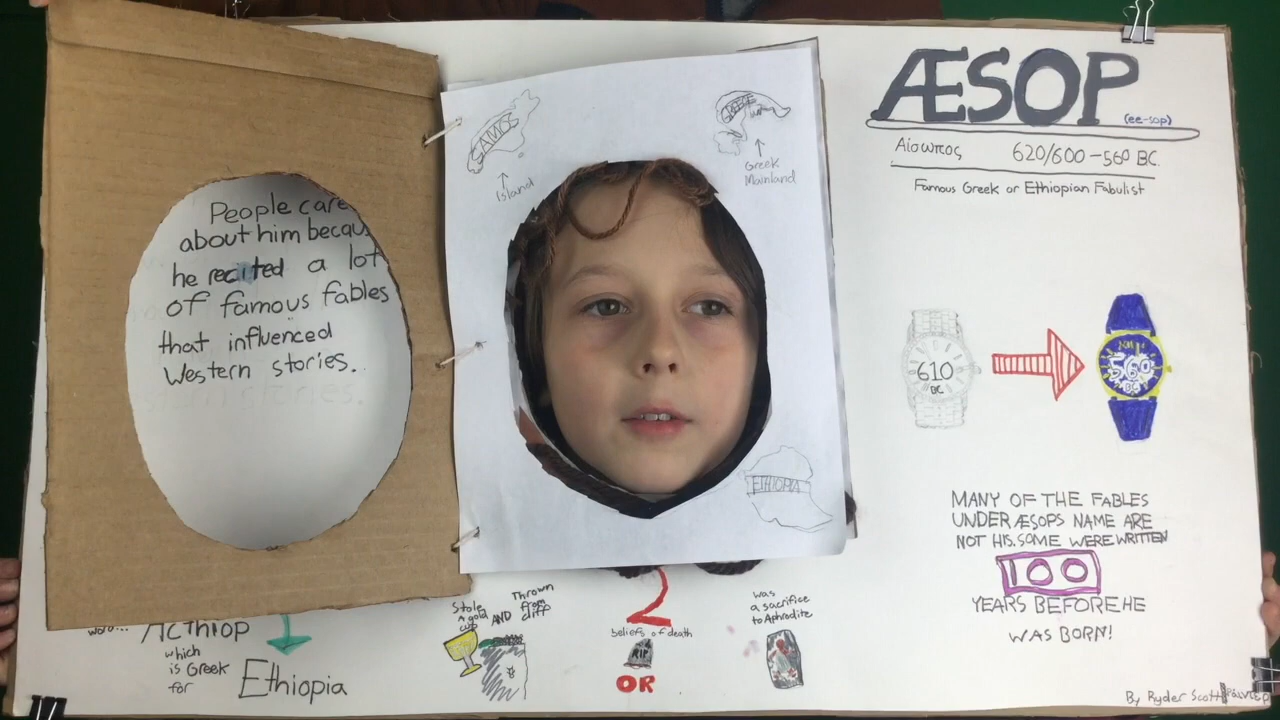 People care
about him becaus
he recited a lot
of famous fables
that influenced
Western stories.
SAMOS
Island
GREECE
Greek
Mainland
ETHIOPIA
ÆSOP
(ee-sop)
Αἴσωπος 620/600-560 BC.
Famous Greek or Ethiopian Fabulist
610
BC
560
BC
MANY OF THE FABLES
UNDER ÆSOPS NAME ARE
NOT HIS. SOME WERE WRITTEN
100
YEARS BEFORE HE
WAS BORN!
word...
Acthiop
which
is Greek
for
Ethiopia
Stole
a gold
cup
AND
Thrown
from
cliff
2
beliefs of death
RIP
OR
was
a sacrifice
to Aphrodite
By Ryder Scott